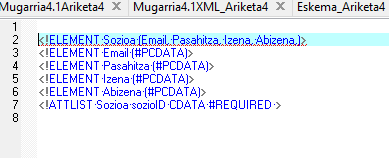 Mugarria4.1Ariketa4 Mugarria4.1XML_Ariketa4 Eskema_Ariketa4
1
2 <!ELEMENT Sozioa (Email, Pasahitza, Izena, Abizena,)>
3 <!ELEMENT Email (#PCDATA)>
4 <!ELEMENT Pasahitza (#PCDATA)>
5 <!ELEMENT Izena (#PCDATA)>
6 <!ELEMENT Abizena (#PCDATA)>
7 <!ATTLIST Sozioa sozioID CDATA #REQUIRED >
8